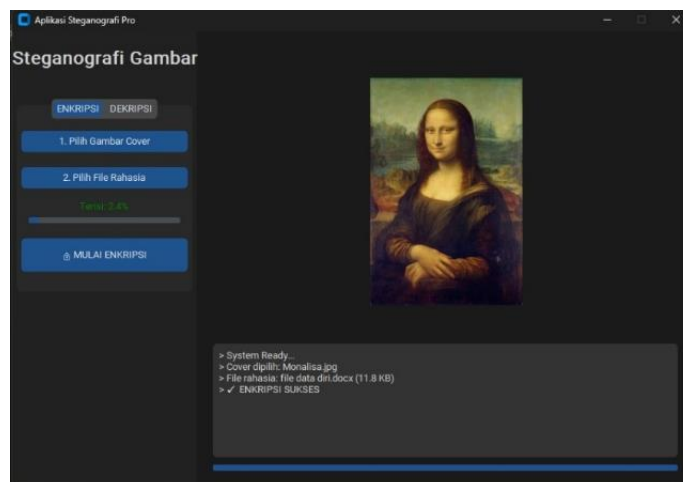 Aplikasi Steganografi Pro
Steganografi Gambar
ENKRIPSI DEKRIPSI
1. Pilih Gambar Cover
2. Pilih File Rahasia
Terisi: 2.4%
MULAI ENKRIPSI
> System Ready...
> Cover dipilih: Monalisa.jpg
> File rahasia: file data diri.docx (11.8 KB)
> ✓ ENKRIPSI SUKSES